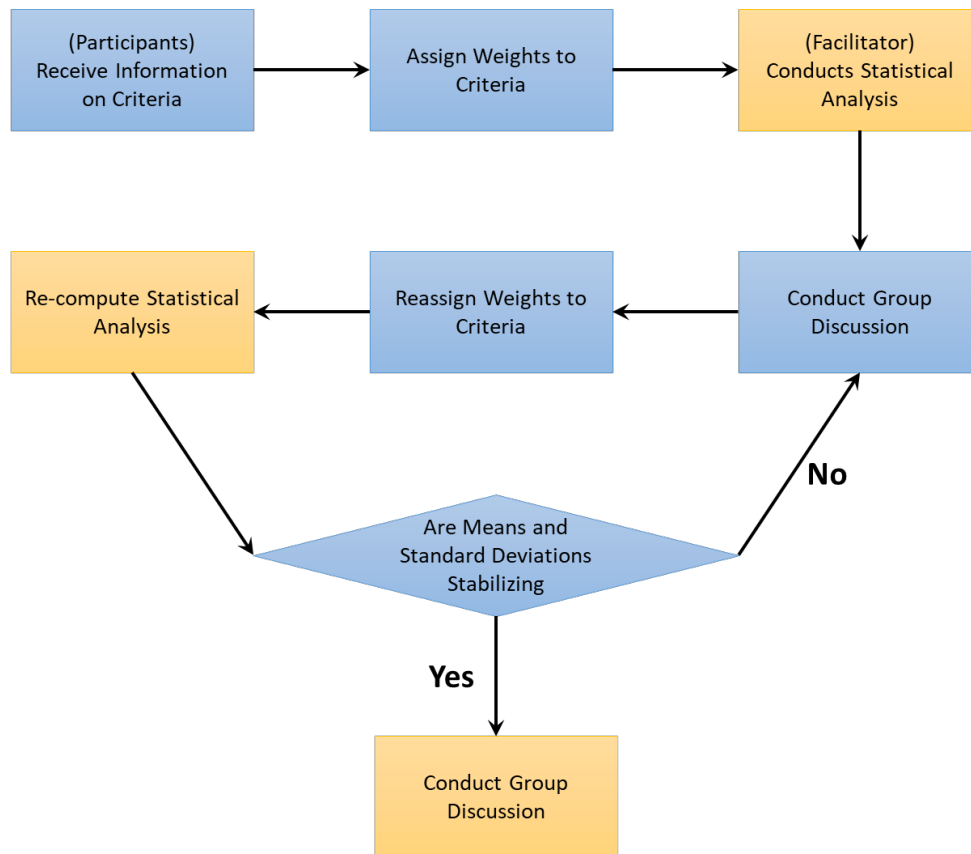 (Participants)
Receive Information
on Criteria
Assign Weights to
Criteria
(Facilitator)
Conducts Statistical
Analysis
Re-compute Statistical
Analysis
Reassign Weights to
Criteria
Conduct Group
Discussion
Are Means and
Standard Deviations
Stabilizing
No
Yes
Conduct Group
Discussion